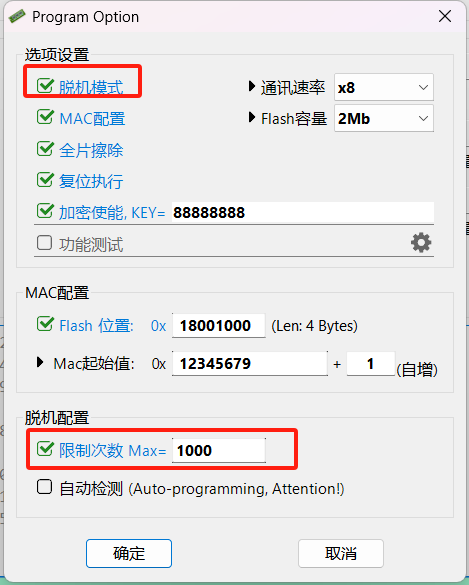 Program Option
选项设置
脱机模式 通讯速率 x8
MAC配置 Flash容量 2Mb
全片擦除
复位执行
加密使能, KEY= 88888888
功能测试
MAC配置
Flash 位置: 0x 18001000 (Len: 4 Bytes)
Mac起始值: 0x 12345679 + 1 (自增)
脱机配置
限制次数 Max= 1000
自动检测 (Auto-programming, Attention!)
确定 取消